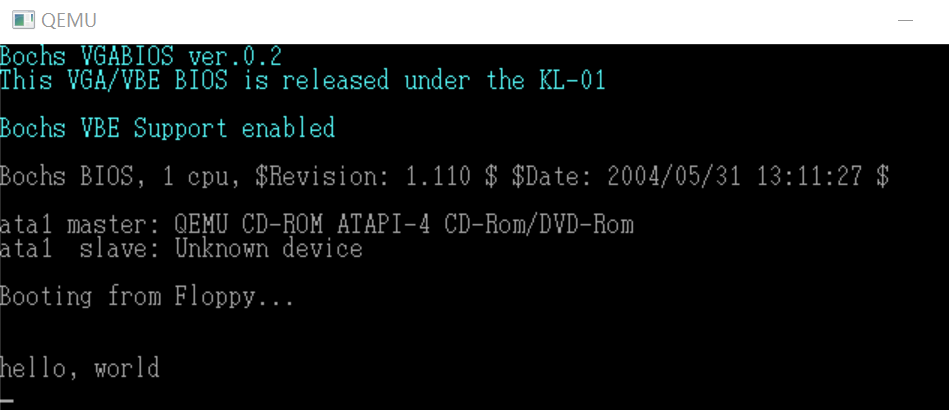 QEMU
Bochs VGABIOS ver.0.2
This VGA/VBE BIOS is released under the KL-01
Bochs VBE Support enabled
Bochs BIOS, 1 cpu, $Revision: 1.110 $ $Date: 2004/05/31 13:11:27 $
ata1 master: QEMU CD-ROM ATAPI-4 CD-Rom/DVD-Rom
ata1  slave: Unknown device
Booting from Floppy...
hello, world